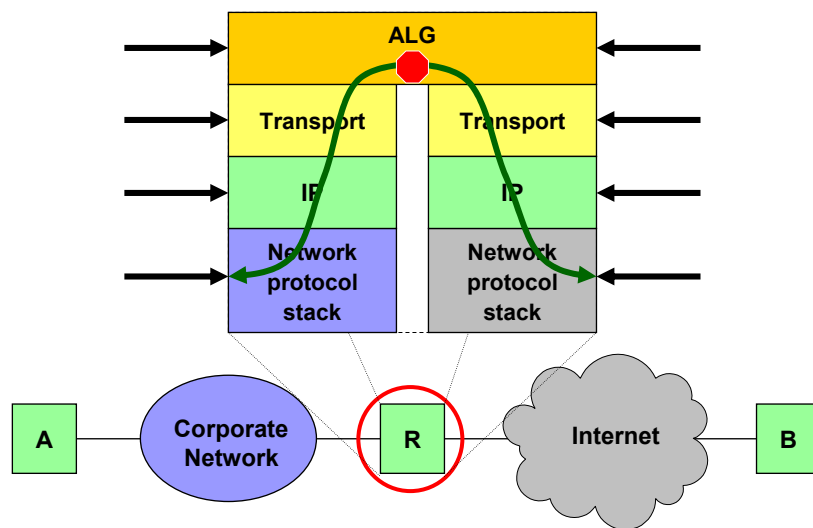 ALG
Transport
Transport
IP
IP
Network
protocol
stack
Network
protocol
stack
A
Corporate
Network
R
Internet
B